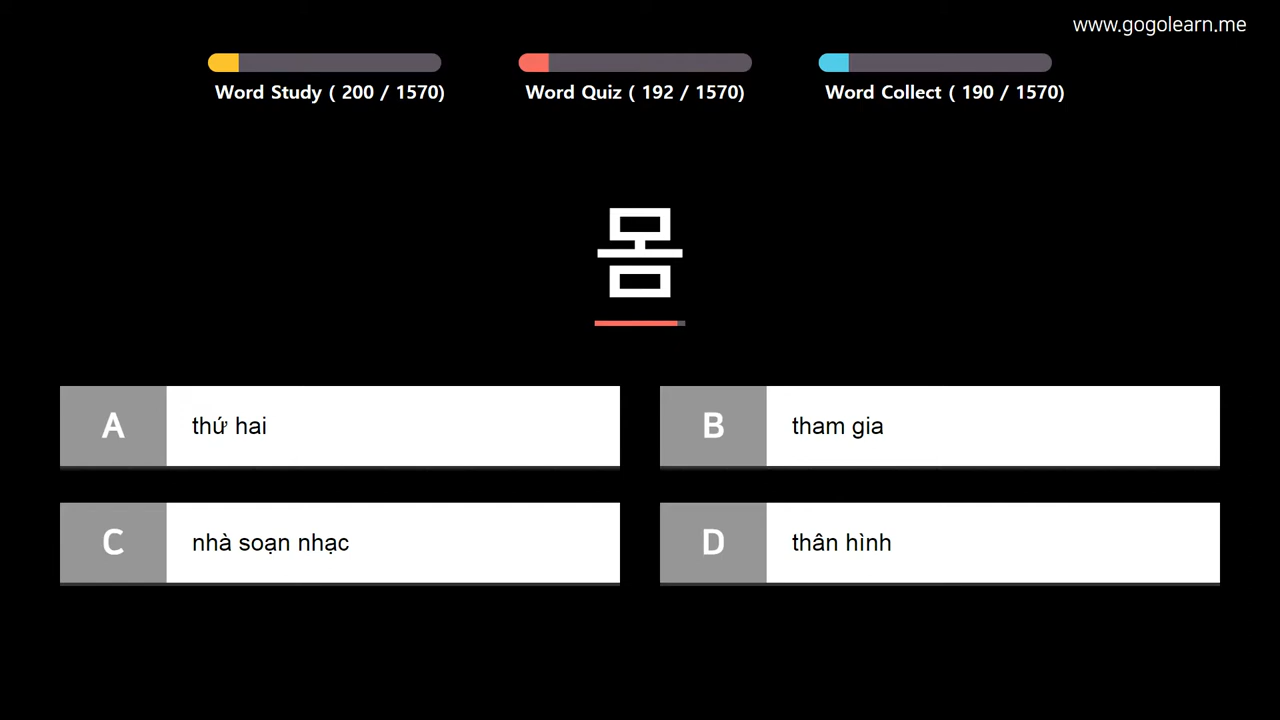 www.gogolearn.me
Word Study ( 200 / 1570)
Word Quiz ( 192 / 1570)
Word Collect ( 190 / 1570)
몸
A thứ hai
B tham gia
C nhà soạn nhạc
D thân hình